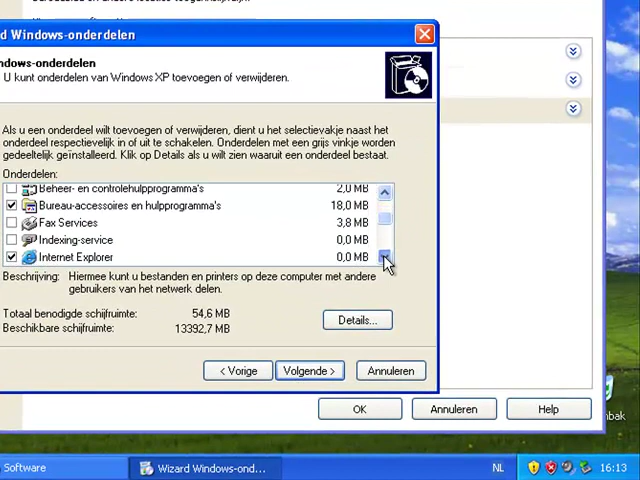 d Windows-onderdelen
ndows-onderdelen
U kunt onderdelen van Windows XP toevoegen of verwijderen.
Als u een onderdeel wilt toevoegen of verwijderen, dient u het selectievakje naast het
onderdeel respectievelijk in of uit te schakelen. Onderdelen met een grijs vinkje worden
gedeeltelijk geïnstalleerd. Klik op Details als u wilt zien waaruit een onderdeel bestaat.
Onderdelen:
Beheer- en controlehulpprogramma's 2,0 MB
Bureau-accessoires en hulpprogramma's 18,0 MB
Fax Services 3,8 MB
Indexing-service 0,0 MB
Internet Explorer 0,0 MB
Beschrijving: Hiermee kunt u bestanden en printers op deze computer met andere
gebruikers van het netwerk delen.
Totaal benodigde schijfruimte: 54,6 MB
Beschikbare schijfruimte: 13392,7 MB
Details...
< Vorige Volgende > Annuleren
OK Annuleren Help
bak
Software Wizard Windows-ond... NL 16:13